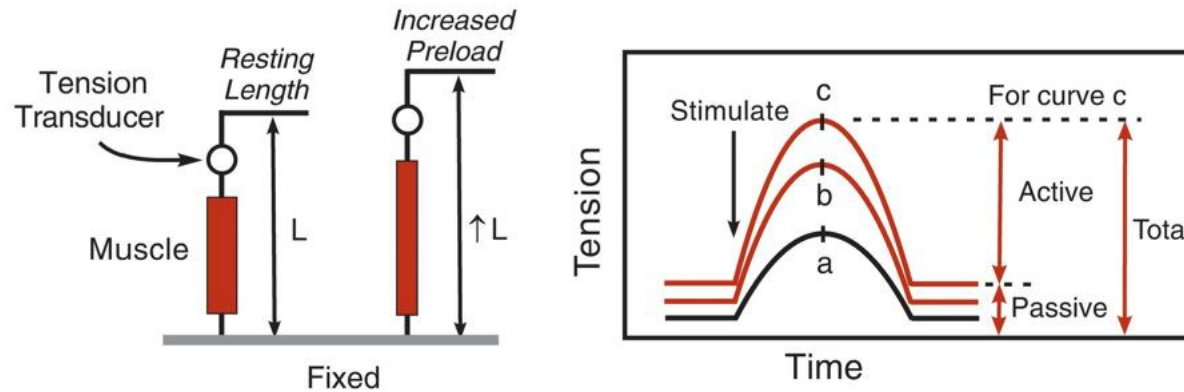 Resting
Length
Increased
Preload
Tension
Transducer
Muscle
L
↑L
Fixed
Tension
Stimulate
c
b
a
For curve c
Active
Passive
Tota
Time